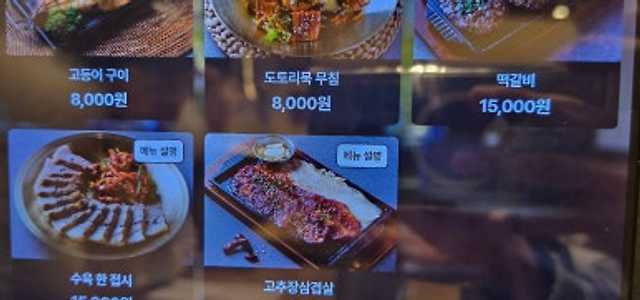 고등어 구이
8,000원
도토리묵 무침
8,000원
떡갈비
15,000원
메뉴 설명
수육 한 접시
메뉴 설명
고추장삼겹살